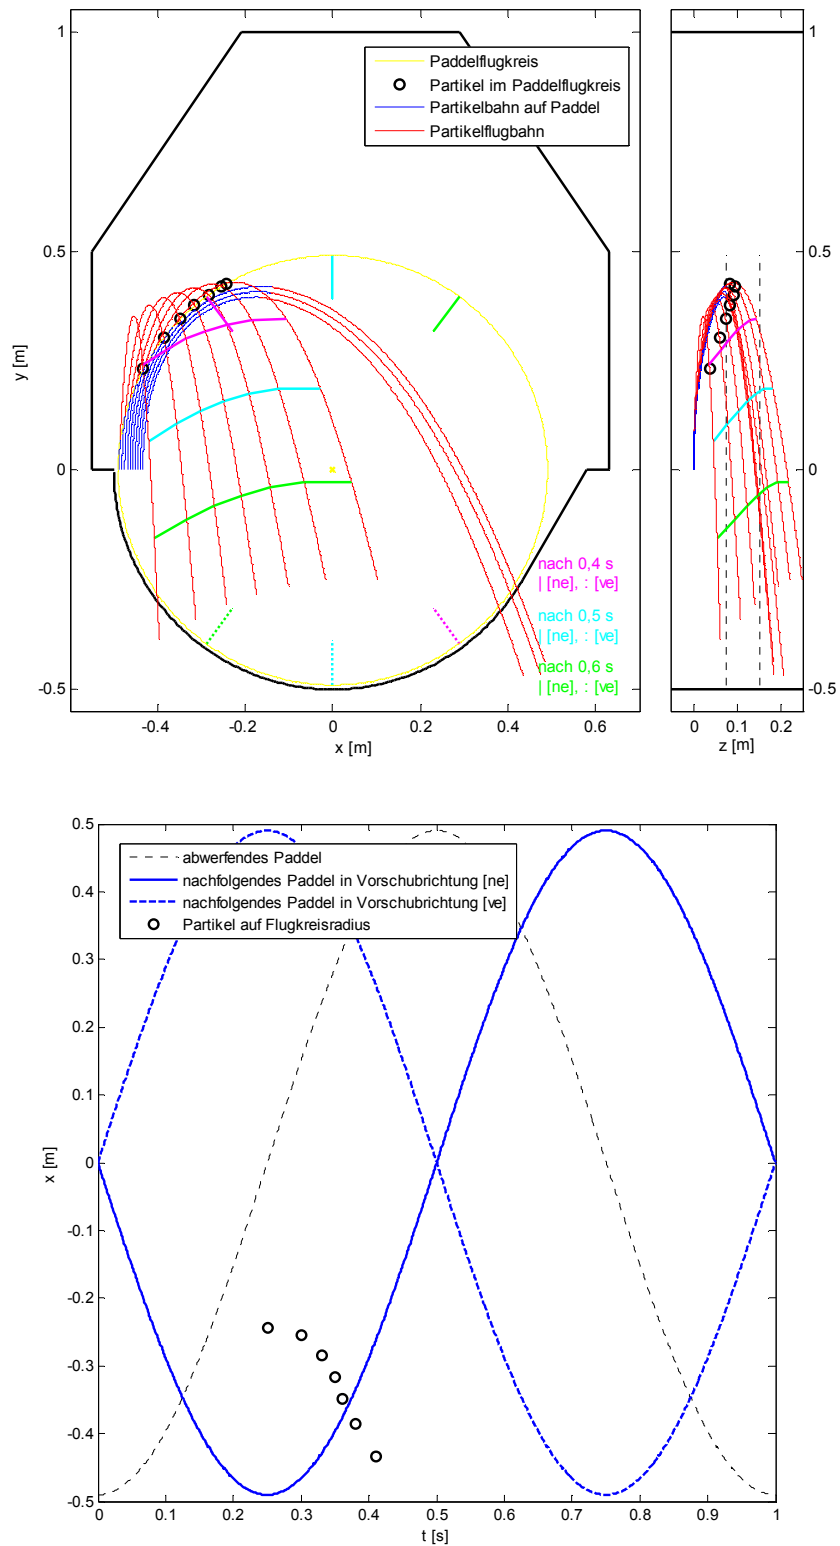 1
0.5
0
-0.5
y [m]
-0.4
-0.2
0
0.2
0.4
0.6
x [m]
Paddelflugkreis
Partikel im Paddelflugkreis
Partikelbahn auf Paddel
Partikelflugbahn
nach 0,4 s
| [ne], : [ve]
nach 0,5 s
| [ne], : [ve]
nach 0,6 s
| [ne], : [ve]
1
0.5
0
-0.5
0
0.1
0.2
z [m]
0.5
0.4
0.3
0.2
0.1
0
-0.1
-0.2
-0.3
-0.4
-0.5
x [m]
abwerfendes Paddel
nachfolgendes Paddel in Vorschubrichtung [ne]
nachfolgendes Paddel in Vorschubrichtung [ve]
Partikel auf Flugkreisradius
0
0.1
0.2
0.3
0.4
0.5
0.6
0.7
0.8
0.9
1
t [s]